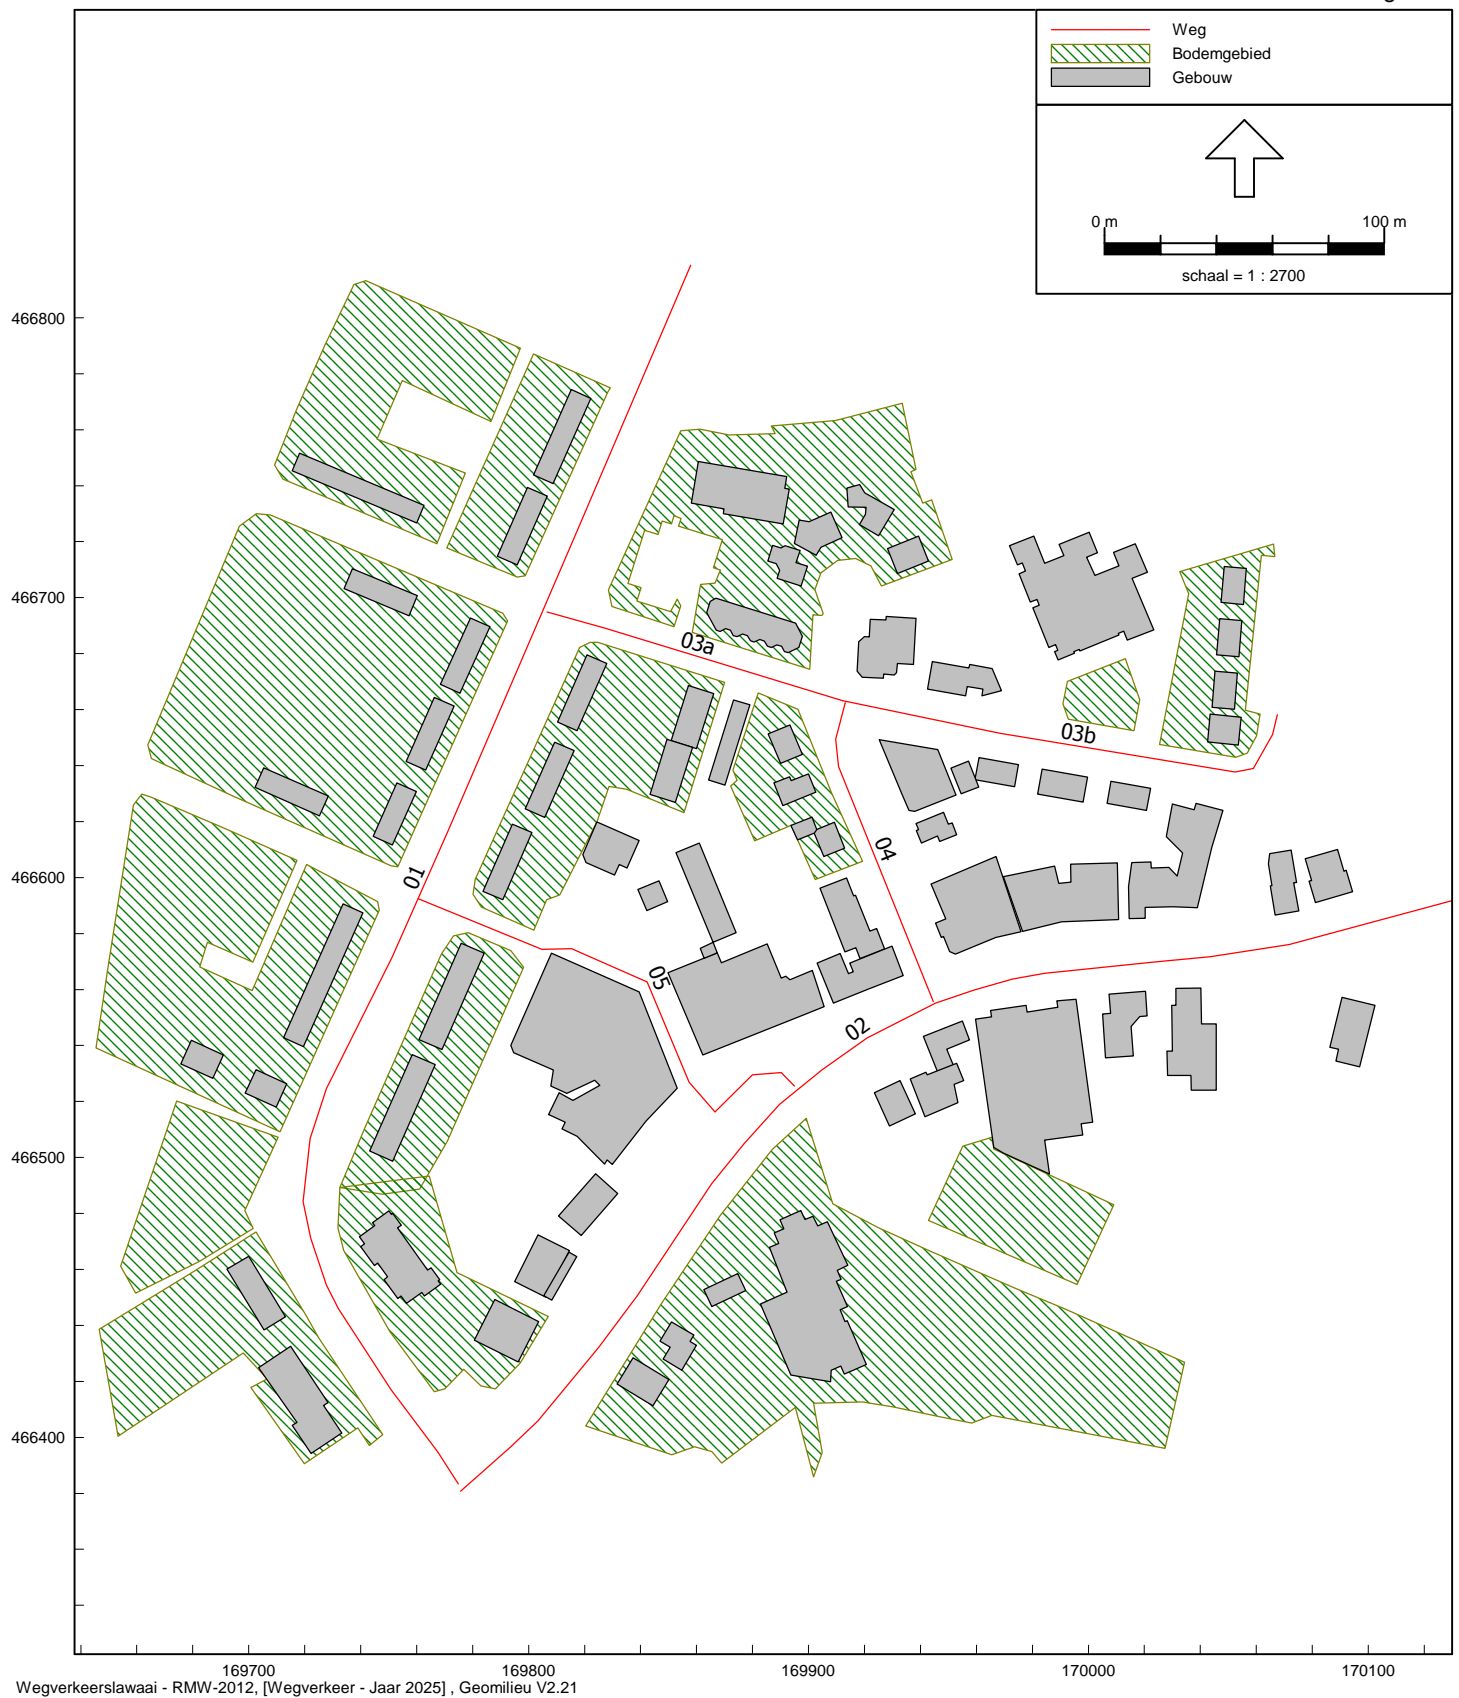 Weg
Bodemgebied
Gebouw
0 m 100 m
schaal = 1 : 2700
466800
466700
03a
03b
04
466600
01
05
02
466500
466400
169700 169800 169900 170000 170100
Wegverkeerslawaai - RMW-2012, [Wegverkeer - Jaar 2025] , Geomilieu V2.21